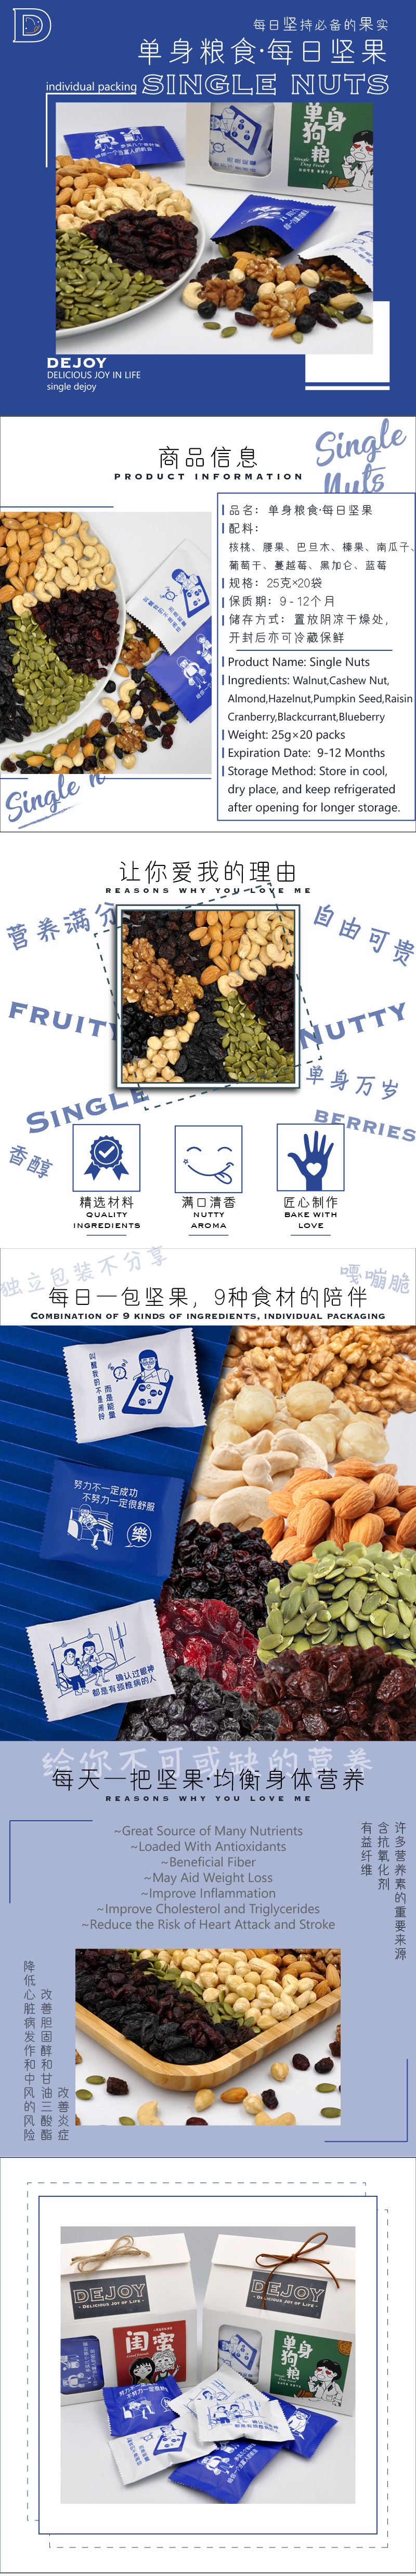 D
每日坚持必备的果实
单身粮食·每日坚果
individual packing
SINGLE NUTS
单身狗粮
DEJOY
DELICIOUS JOY IN LIFE
single dejoy
Single Nuts
商品信息
PRODUCT INFORMATION
品名：单身粮食·每日坚果
配料：
核桃、腰果、巴旦木、榛果、南瓜子、
葡萄干、蔓越莓、黑加仑、蓝莓
规格：25克×20袋
保质期：9-12个月
储存方式：置放阴凉干燥处，
开封后亦可冷藏保鲜
Product Name: Single Nuts
Ingredients: Walnut,Cashew Nut,
Almond,Hazelnut,Pumpkin Seed,Raisin
Cranberry,Blackcurrant,Blueberry
Weight: 25g×20 packs
Expiration Date: 9-12 Months
Storage Method: Store in cool,
dry place, and keep refrigerated
after opening for longer storage.
Single n
让你爱我的理由
REASONS WHY YOU LOVE ME
营养满分
自由可贵
FRUITY
NUTTY
单身万岁
SINGLE
BERRIES
香醇
精选材料
QUALITY
INGREDIENTS
满口清香
NUTTY
AROMA
匠心制作
BAKE WITH
LOVE
独立包装不分享
嘎嘣脆
每日一包坚果，9种食材的陪伴
COMBINATION OF 9 KINDS OF INGREDIENTS, INDIVIDUAL PACKAGING
叫醒我的不是闹钟
而是能量
努力不一定成功
不努力一定很舒服
樂
确认过眼神
都是有颈椎病的人
给你不可或缺的营养
每天一把坚果·均衡身体营养
REASONS WHY YOU LOVE ME
~Great Source of Many Nutrients
~Loaded With Antioxidants
~Beneficial Fiber
~May Aid Weight Loss
~Improve Inflammation
~Improve Cholesterol and Triglycerides
~Reduce the Risk of Heart Attack and Stroke
许多营养素的重要来源
含抗氧化剂
有益纤维
改善炎症
改善胆固醇和甘油三酸酯
降低心脏病发作和中风的风险
DEJOY
DELICIOUS JOY OF LIFE
闺蜜
DEJOY
DELICIOUS JOY OF LIFE
单身狗粮